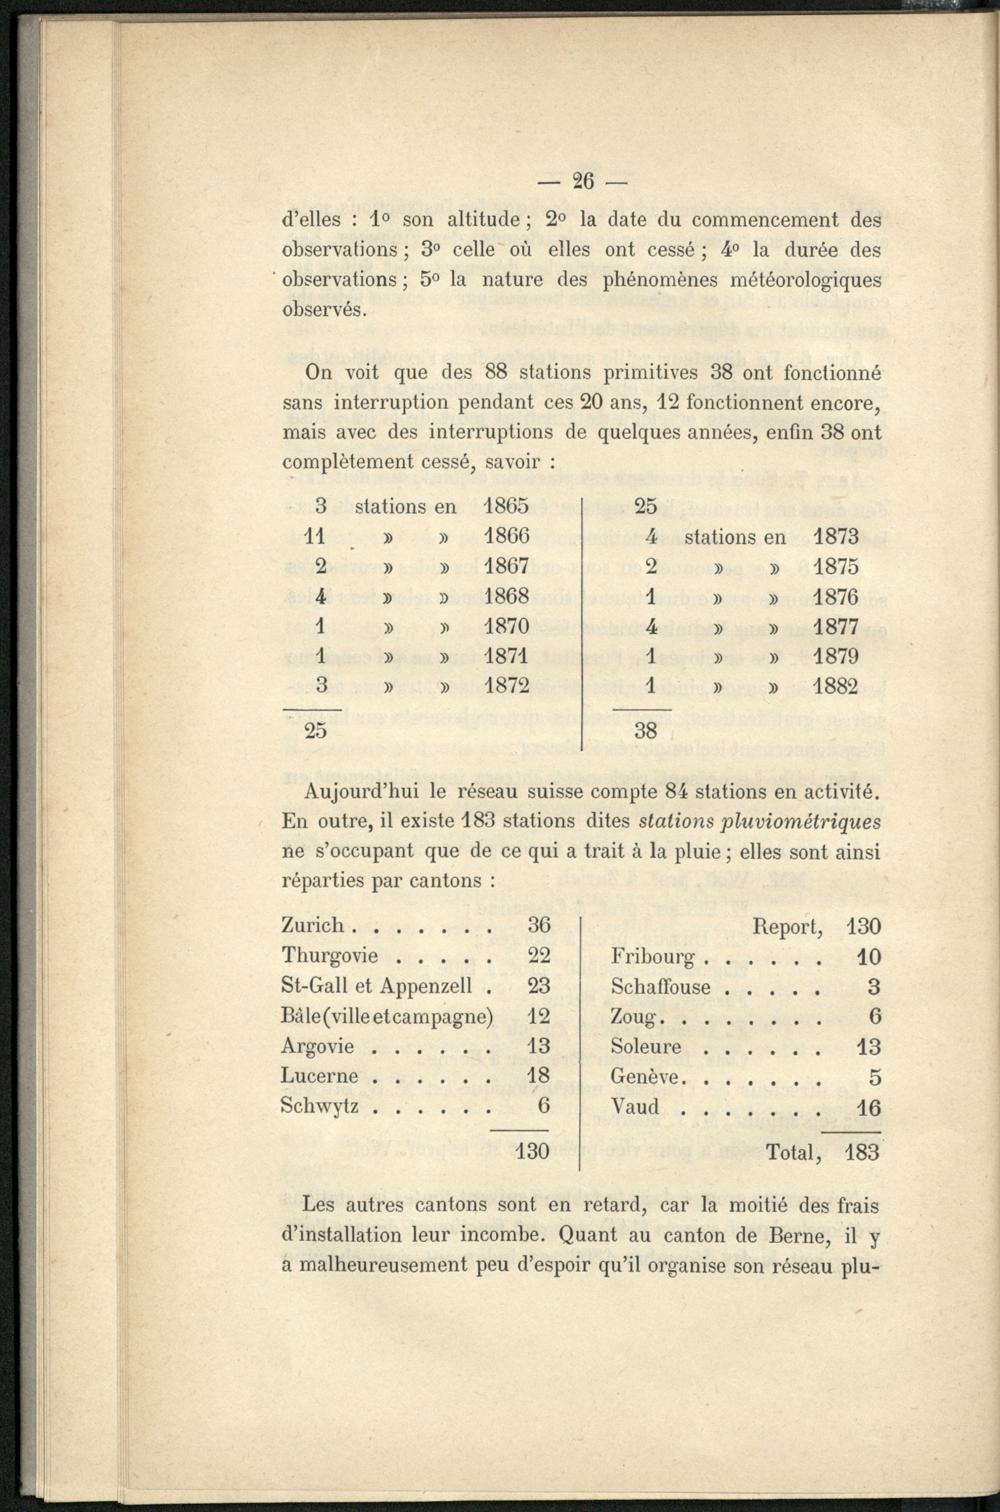 — 26 —
d'elles : 1º son altitude ; 2º la date du commencement des
observations ; 3º celle où elles ont cessé ; 4º la durée des
observations ; 5º la nature des phénomènes météorologiques
observés.
On voit que des 88 stations primitives 38 ont fonctionné
sans interruption pendant ces 20 ans, 12 fonctionnent encore,
mais avec des interruptions de quelques années, enfin 38 ont
complètement cessé, savoir :
3 stations en 1865
11 » » 1866
2 » » 1867
4 » » 1868
1 » » 1870
1 » » 1871
3 » » 1872
25
25
4 stations en 1873
2 » » 1875
1 » » 1876
4 » » 1877
1 » » 1879
1 » » 1882
38
Aujourd'hui le réseau suisse compte 84 stations en activité.
En outre, il existe 183 stations dites stations pluviométriques
ne s'occupant que de ce qui a trait à la pluie ; elles sont ainsi
réparties par cantons :
Zurich . . . . . . . 36
Thurgovie . . . . . 22
St-Gall et Appenzell . 23
Bâle (ville et campagne) 12
Argovie . . . . . . 13
Lucerne . . . . . . 18
Schwytz . . . . . . 6
130
Report, 130
Fribourg . . . . . . 10
Schaffouse . . . . . 3
Zoug. . . . . . . . 6
Soleure . . . . . . 13
Genève. . . . . . . 5
Vaud . . . . . . . 16
Total, 183
Les autres cantons sont en retard, car la moitié des frais
d'installation leur incombe. Quant au canton de Berne, il y
a malheureusement peu d'espoir qu'il organise son réseau plu-